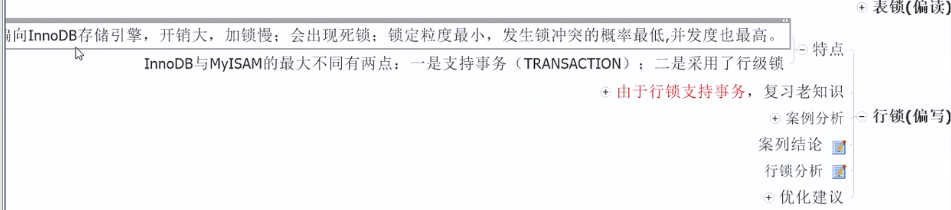 表锁(偏读)
偏向InnoDB存储引擎，开销大，加锁慢；会出现死锁；锁定粒度最小，发生锁冲突的概率最低,并发度也最高。
特点
InnoDB与MyISAM的最大不同有两点：一是支持事务（TRANSACTION）；二是采用了行级锁
由于行锁支持事务，复习老知识
案例分析
行锁(偏写)
案列结论
行锁分析
优化建议